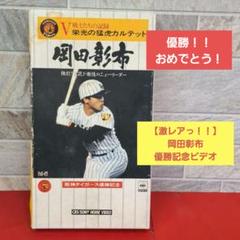 V戦士たちの記録
栄光の猛虎カルテット
岡田彰布
阪神タイガース優勝記念
CBS/SONY HOME VIDEO
優勝！！
おめでとう！
【激レアっ！！】
岡田彰布
優勝記念ビデオ